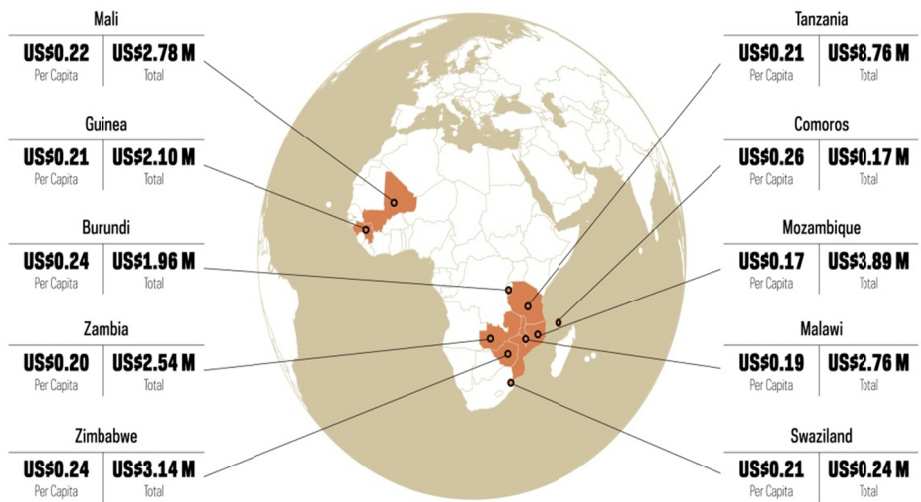 Mali
US$0.22 US$2.78 M
Per Capita Total
Guinea
US$0.21 US$2.10 M
Per Capita Total
Burundi
US$0.24 US$1.96 M
Per Capita Total
Zambia
US$0.20 US$2.54 M
Per Capita Total
Zimbabwe
US$0.24 US$3.14 M
Per Capita Total
Tanzania
US$0.21 US$8.76 M
Per Capita Total
Comoros
US$0.26 US$0.17 M
Per Capita Total
Mozambique
US$0.17 US$3.89 M
Per Capita Total
Malawi
US$0.19 US$2.76 M
Per Capita Total
Swaziland
US$0.21 US$0.24 M
Per Capita Total